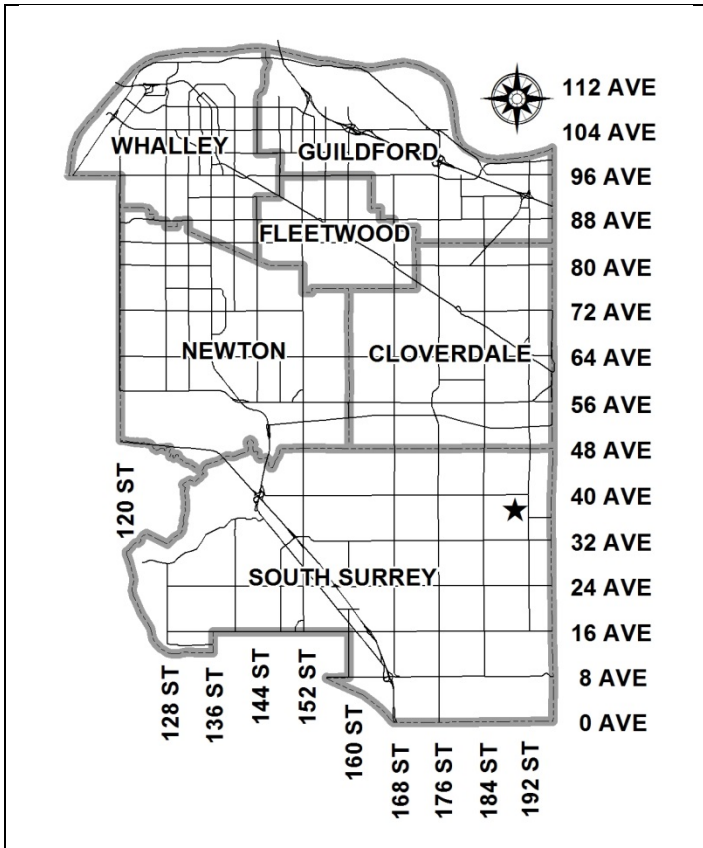 112 AVE
104 AVE
WHALLEY
GUILDFORD
96 AVE
88 AVE
FLEETWOOD
80 AVE
72 AVE
NEWTON
CLOVERDALE
64 AVE
56 AVE
48 AVE
120 ST
40 AVE
32 AVE
SOUTH SURREY
24 AVE
16 AVE
8 AVE
0 AVE
128 ST
136 ST
144 ST
152 ST
160 ST
168 ST
176 ST
184 ST
192 ST